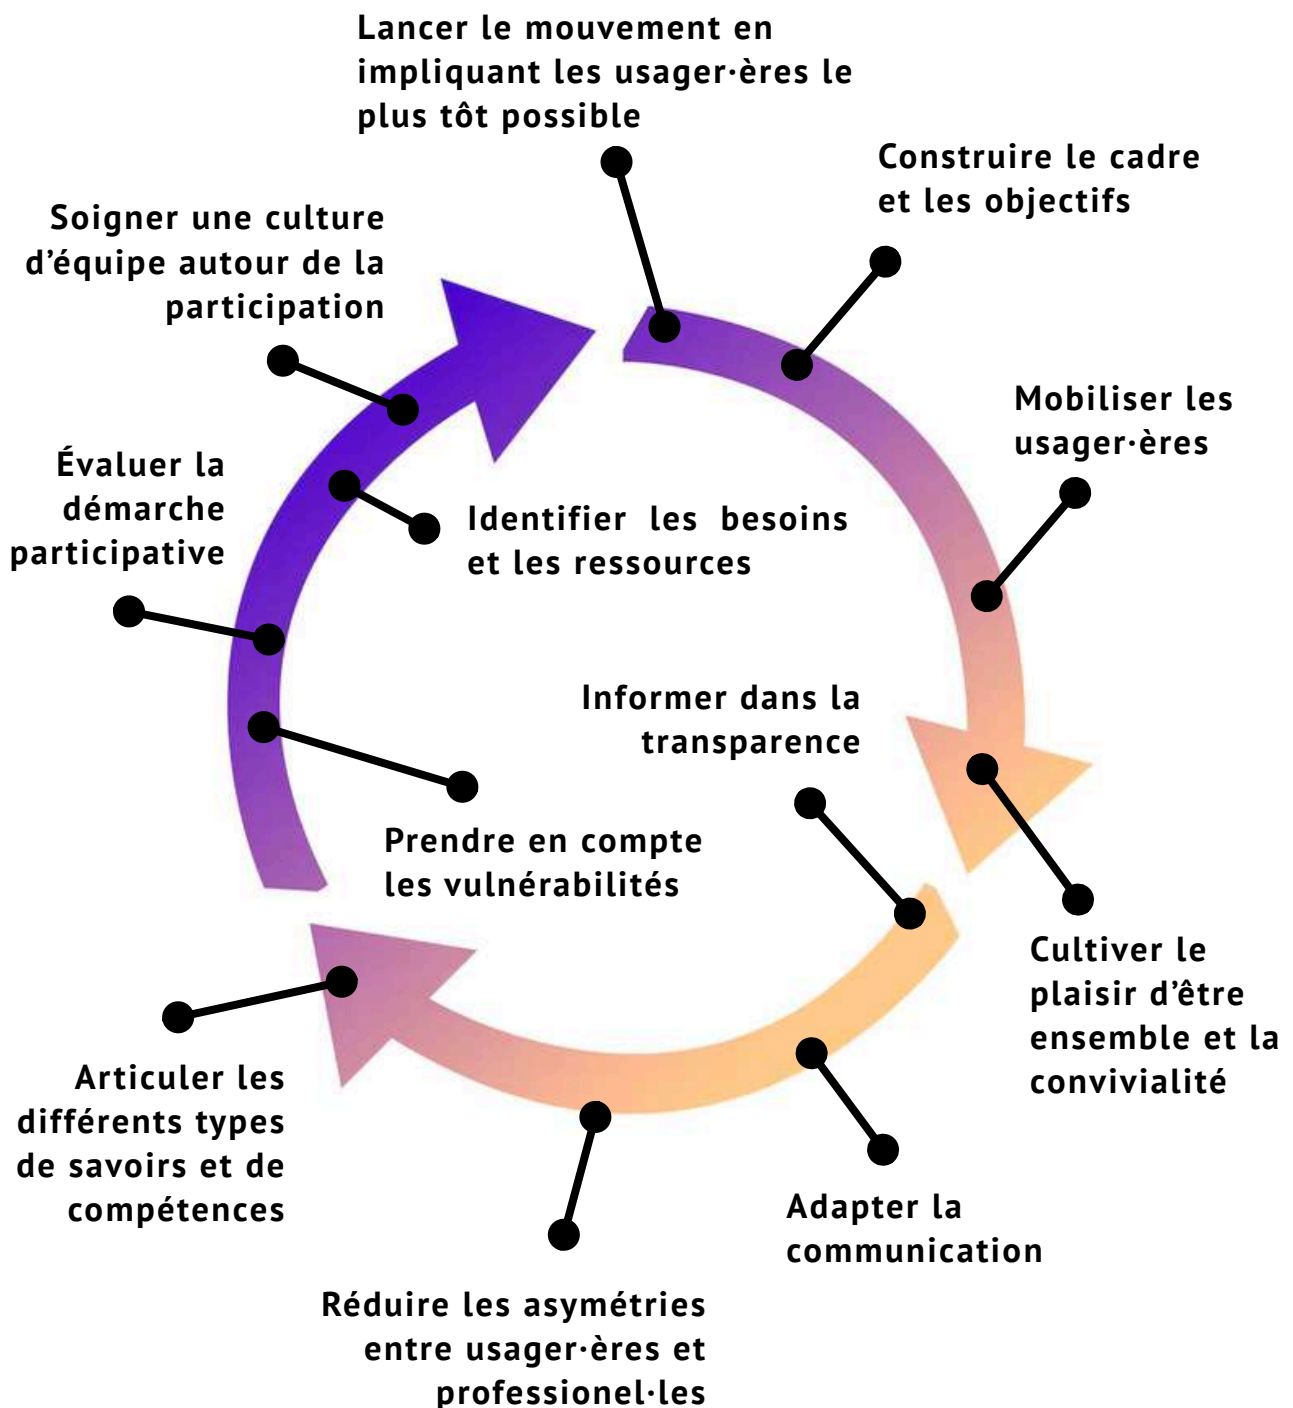 Lancer le mouvement en
impliquant les usager·ères le
plus tôt possible
Construire le cadre
et les objectifs
Soigner une culture
d’équipe autour de la
participation
Mobiliser les
usager·ères
Évaluer la
démarche
participative
Identifier les besoins
et les ressources
Informer dans la
transparence
Prendre en compte
les vulnérabilités
Cultiver le
plaisir d’être
ensemble et la
convivialité
Articuler les
différents types
de savoirs et de
compétences
Adapter la
communication
Réduire les asymétries
entre usager·ères et
professionel·les